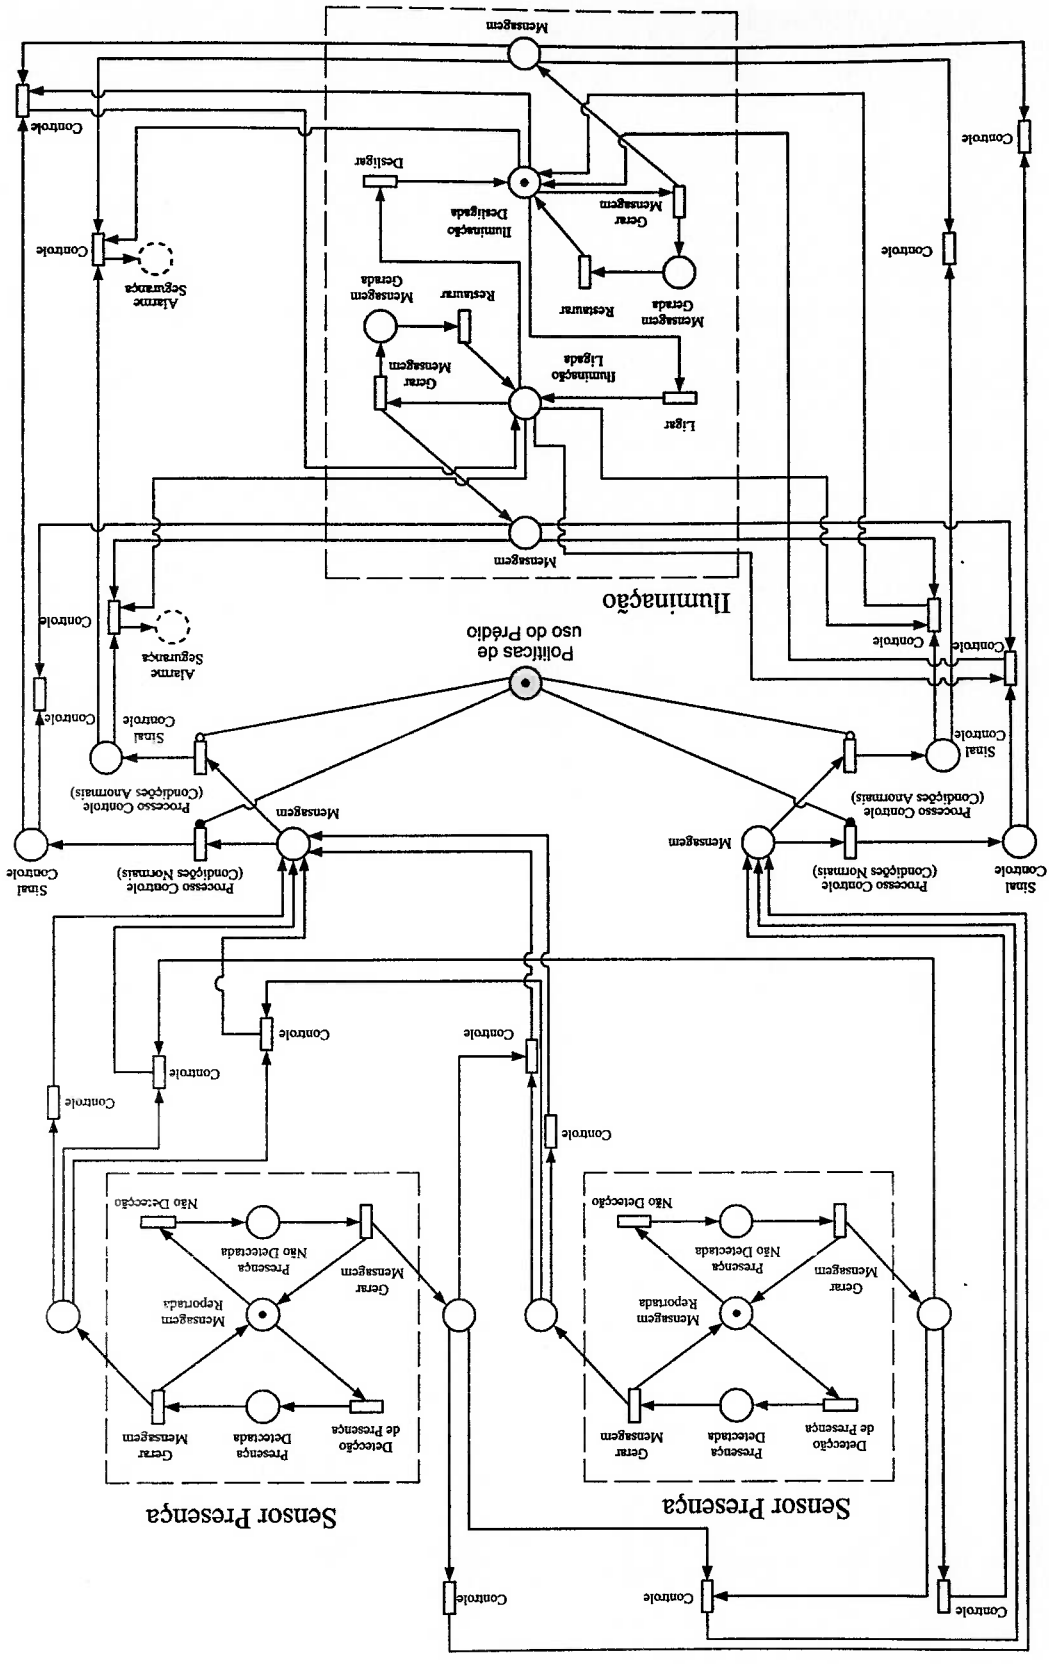 Controle
Controle
Controle
Sensor Presença
Sensor Presença
Detecção
de Presença
Presença
Detectada
Gerar
Mensagem
Detecção
de Presença
Presença
Detectada
Gerar
Mensagem
Mensagem
Reportada
Mensagem
Reportada
Gerar
Mensagem
Presença
Não Detectada
Não Detecção
Gerar
Mensagem
Presença
Não Detectada
Não Detecção
Controle
Controle
Controle
Controle
Controle
Sinal
Controle
Processo Controle
(Condições Normais)
Mensagem
Processo Controle
(Condições Normais)
Sinal
Controle
Mensagem
Processo Controle
(Condições Anormais)
Processo Controle
(Condições Anormais)
Sinal
Controle
Sinal
Controle
Controle
Políticas de
uso do Prédio
Alarme
Segurança
Controle
Controle
Controle
Iluminação
Mensagem
Ligar
Iluminação
Ligada
Gerar
Mensagem
Mensagem
Gerada
Restaurar
Restaurar
Mensagem
Gerada
Alarme
Segurança
Controle
Controle
Iluminação
Desligada
Gerar
Mensagem
Desligar
Controle
Controle
Mensagem